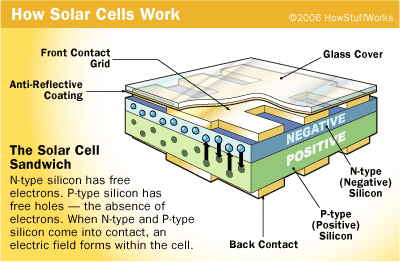 How Solar Cells Work
©2006 HowStuffWorks
Front Contact
Grid
Glass Cover
Anti-Reflective
Coating
NEGATIVE
POSITIVE
The Solar Cell
Sandwich
N-type silicon has free
electrons. P-type silicon has
free holes — the absence of
electrons. When N-type and P-type
silicon come into contact, an
electric field forms within the cell.
N-type
(Negative)
Silicon
P-type
(Positive)
Silicon
Back Contact